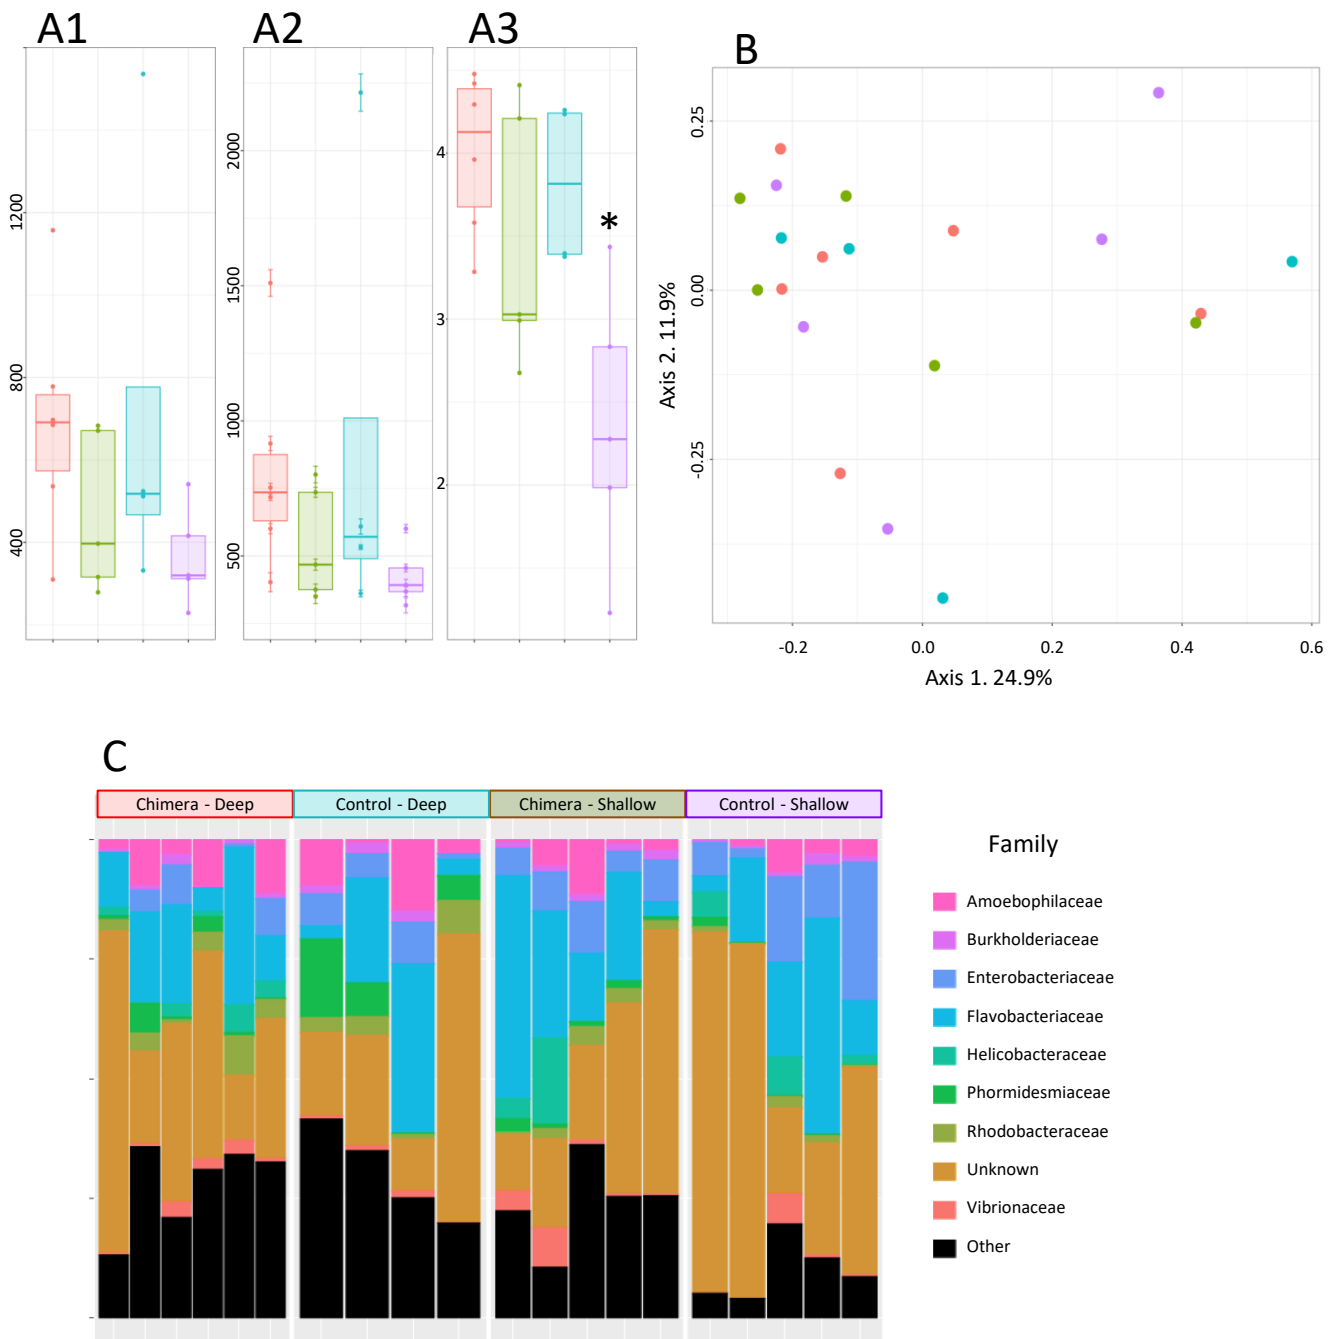 A1
A2
A3
B
1200
800
400
2000
1500
1000
500
4
3
2
*
0.25
0.00
-0.25
Axis 2. 11.9%
-0.2
0.0
0.2
0.4
0.6
Axis 1. 24.9%
C
Chimera - Deep
Control - Deep
Chimera - Shallow
Control - Shallow
Family
Amoebophilaceae
Burkholderiaceae
Enterobacteriaceae
Flavobacteriaceae
Helicobacteraceae
Phormidesmiaceae
Rhodobacteraceae
Unknown
Vibrionaceae
Other